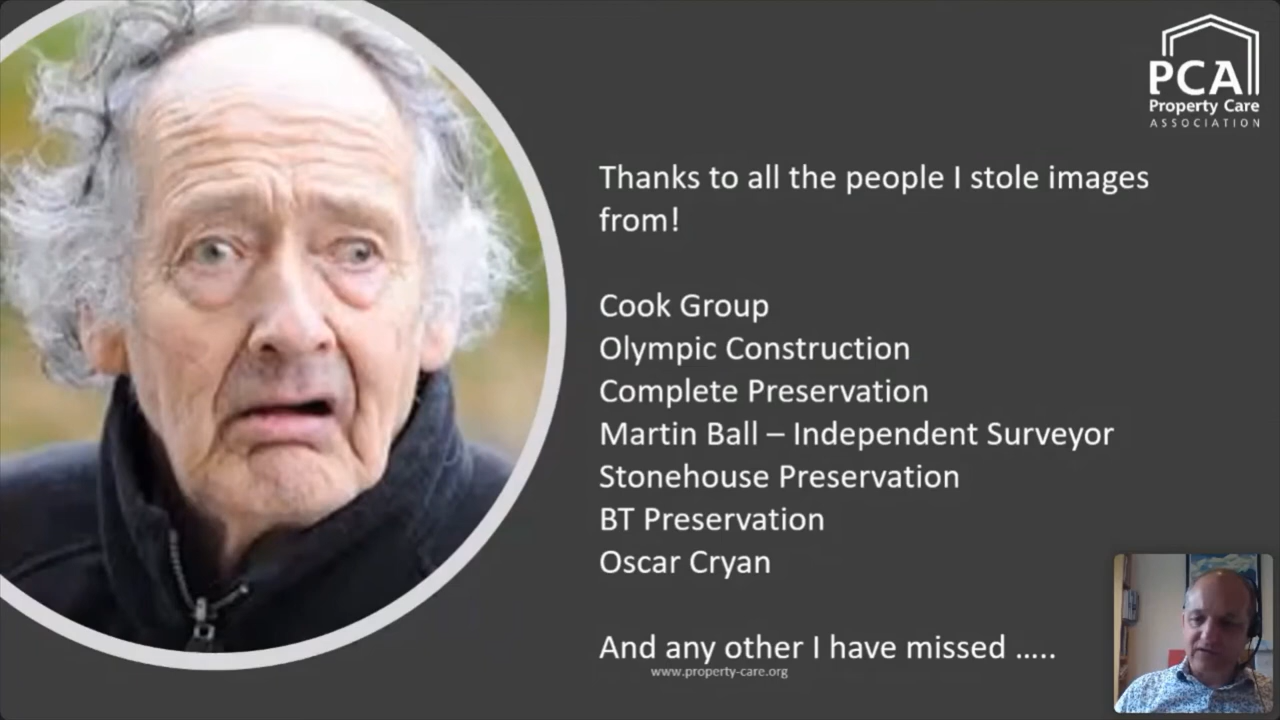 PCA
Property Care
ASSOCIATION
Thanks to all the people I stole images
from!
Cook Group
Olympic Construction
Complete Preservation
Martin Ball – Independent Surveyor
Stonehouse Preservation
BT Preservation
Oscar Cryan
And any other I have missed …..
www.property-care.org